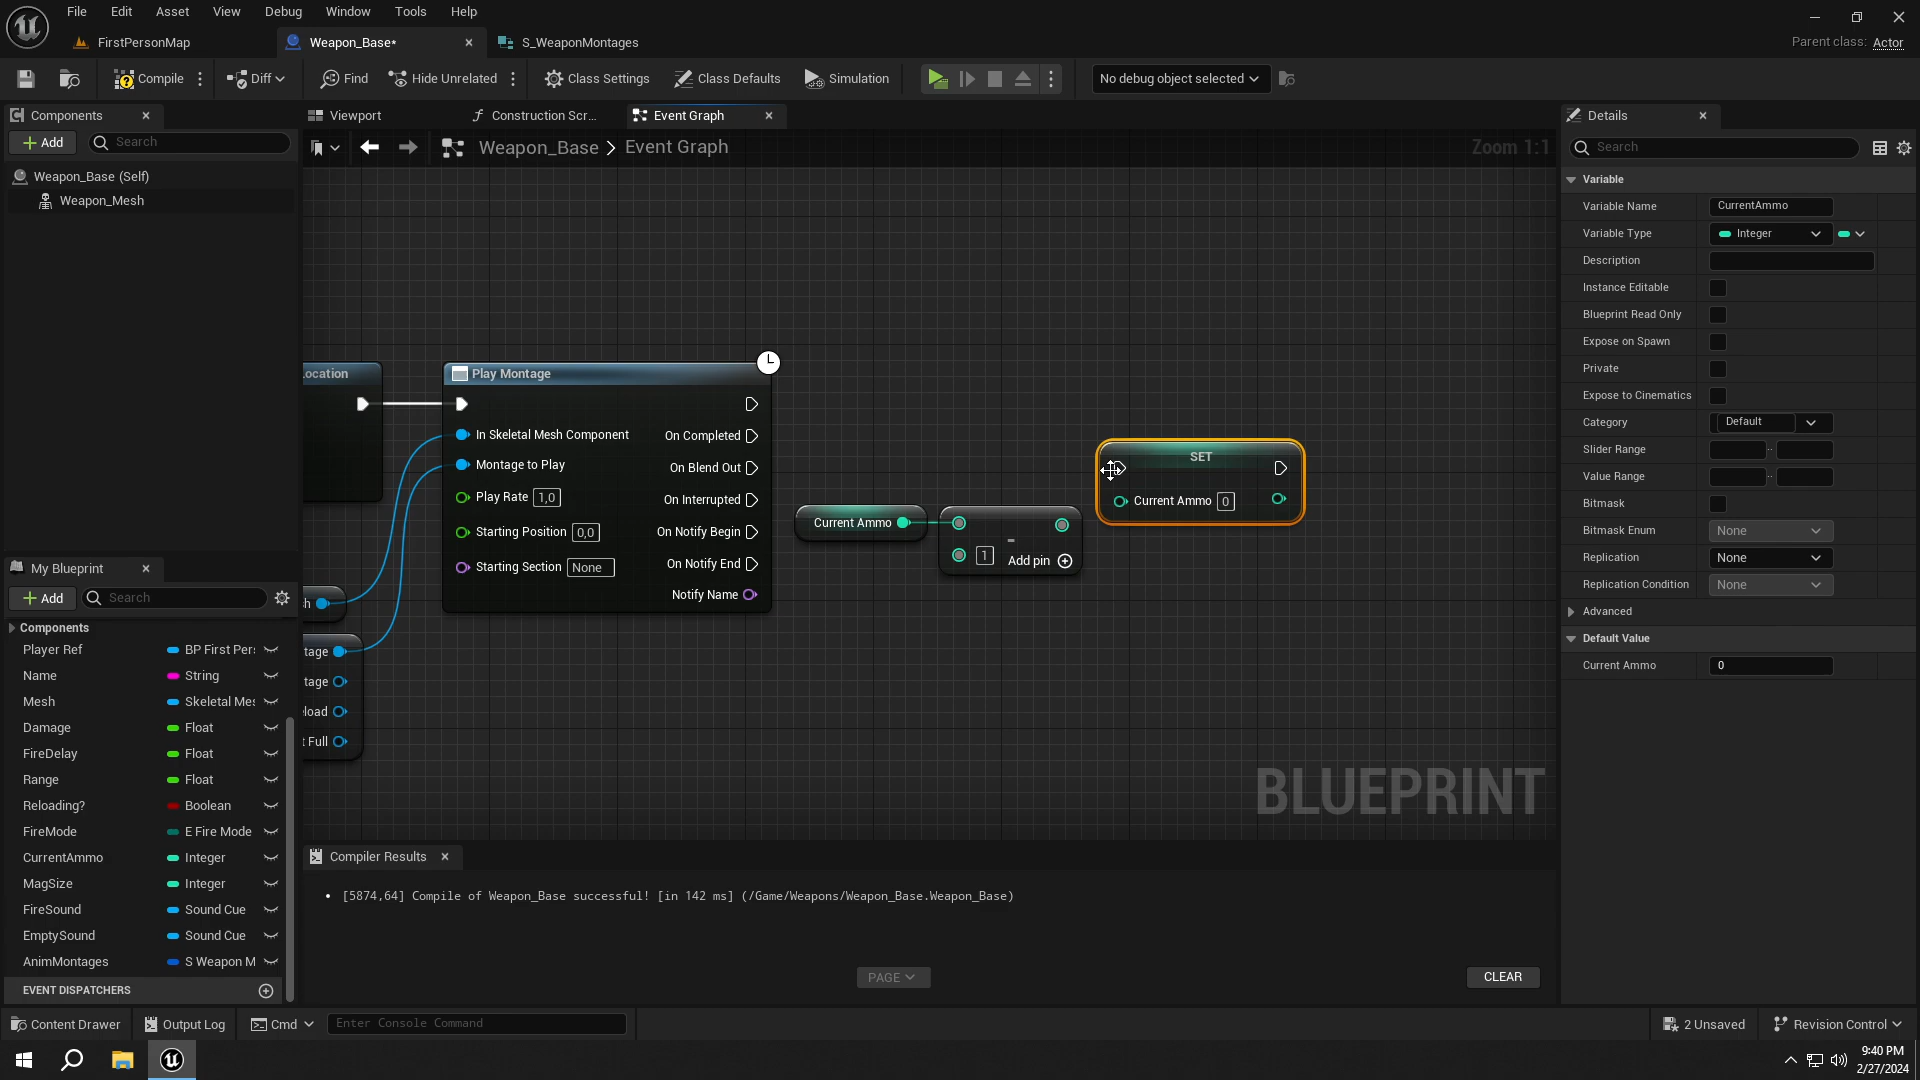 File Edit Asset View Debug Window Tools Help
FirstPersonMap Weapon_Base* S_WeaponMontages
Parent class: Actor
Compile Diff Find Hide Unrelated Class Settings Class Defaults Simulation No debug object selected
Components
Add Search
Weapon_Base (Self)
Weapon_Mesh
Viewport Construction Scr... Event Graph
Weapon_Base > Event Graph
Zoom 1:1
ocation
Play Montage
In Skeletal Mesh Component
Montage to Play
Play Rate 1,0
Starting Position 0,0
Starting Section None
On Completed
On Blend Out
On Interrupted
On Notify Begin
On Notify End
Notify Name
h
tage
tage
load
t Full
Current Ammo
-
1
Add pin
SET
Current Ammo 0
BLUEPRINT
My Blueprint
Add Search
Components
Player Ref BP First Per
Name String
Mesh Skeletal Mes
Damage Float
FireDelay Float
Range Float
Reloading? Boolean
FireMode E Fire Mode
CurrentAmmo Integer
MagSize Integer
FireSound Sound Cue
EmptySound Sound Cue
AnimMontages S Weapon M
EVENT DISPATCHERS
Compiler Results
• [5874,64] Compile of Weapon_Base successful! [in 142 ms] (/Game/Weapons/Weapon_Base.Weapon_Base)
PAGE
CLEAR
Details
Search
Variable
Variable Name CurrentAmmo
Variable Type Integer
Description
Instance Editable
Blueprint Read Only
Expose on Spawn
Private
Expose to Cinematics
Category Default
Slider Range ..
Value Range ..
Bitmask
Bitmask Enum None
Replication None
Replication Condition None
Advanced
Default Value
Current Ammo 0
Content Drawer Output Log Cmd Enter Console Command
2 Unsaved Revision Control
9:40 PM
2/27/2024